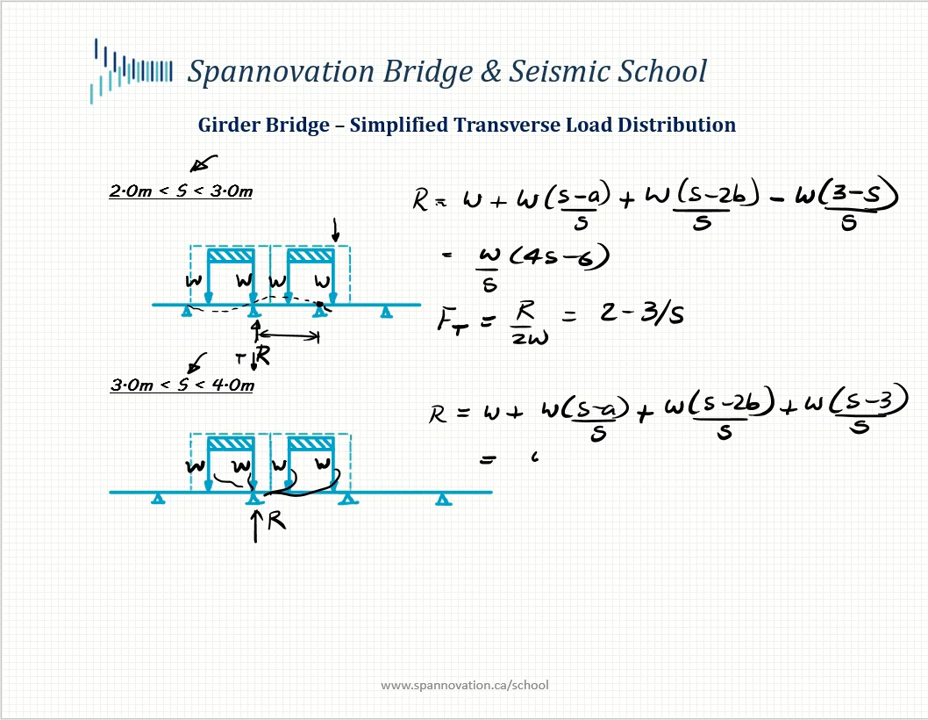 Spannovation Bridge & Seismic School
Girder Bridge – Simplified Transverse Load Distribution
2.0m < S < 3.0m
R = W + W(S-a)/S + W(S-2b)/S - W(3-S)/S
= W/S (4S-6)
W W W W
F_T = R/2W = 2 - 3/S
R
3.0m < S < 4.0m
R = W + W(S-a)/S + W(S-2b)/S + W(S-3)/S
=
W W W W
R
www.spannovation.ca/school